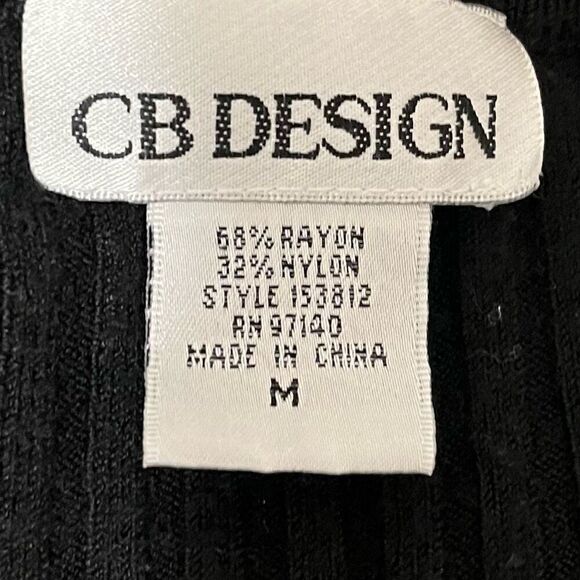 CB DESIGN
68% RAYON
32% NYLON
STYLE 153812
RN 97140
MADE IN CHINA
M